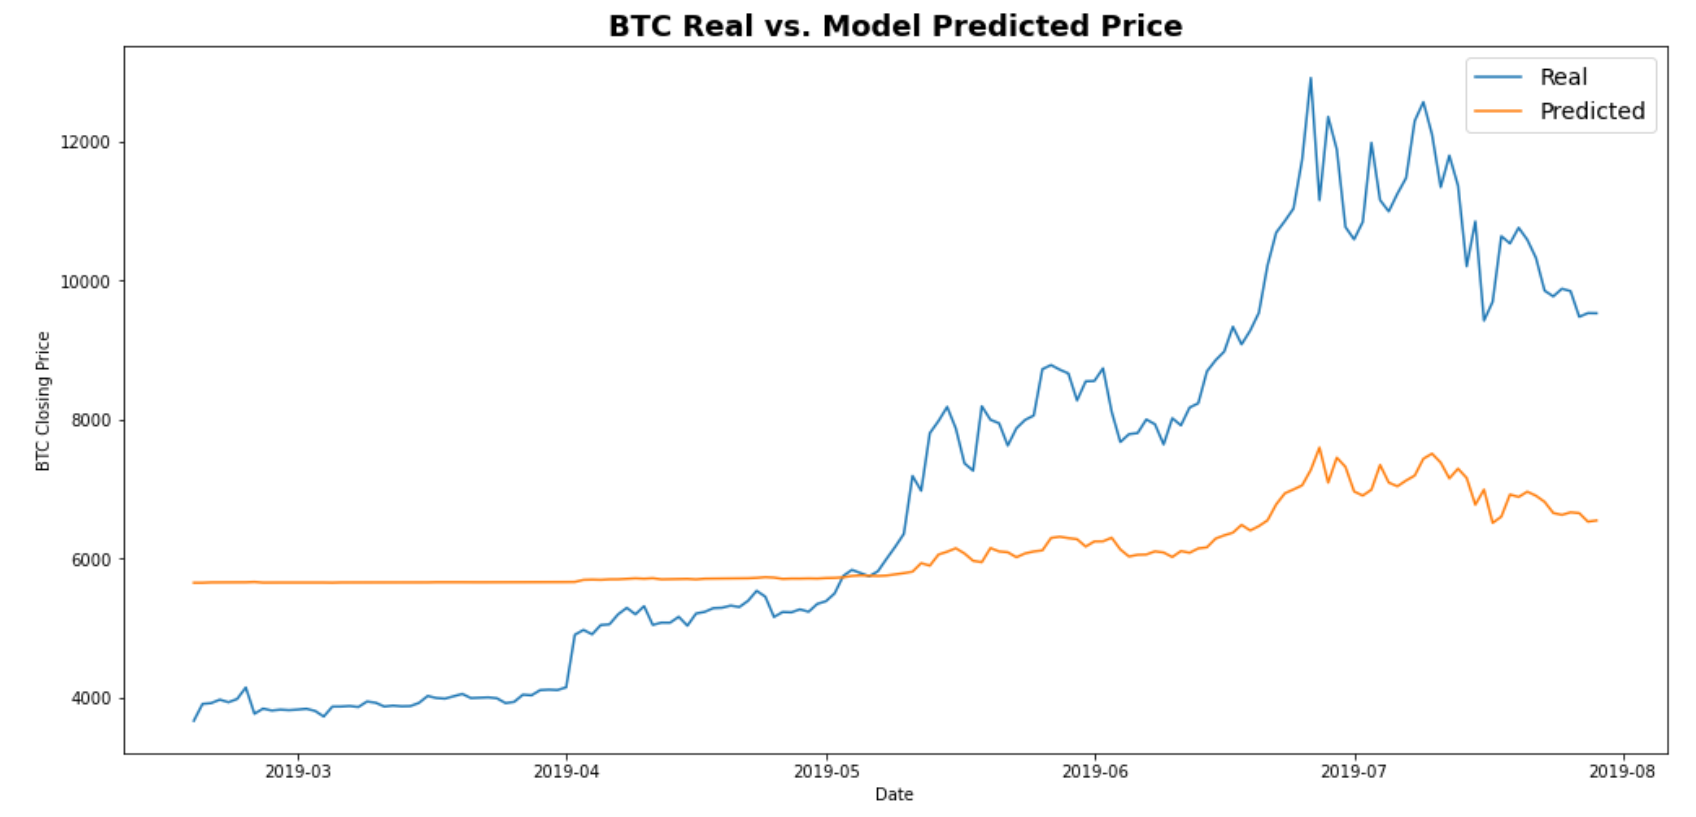 BTC Real vs. Model Predicted Price
Real
Predicted
12000
10000
8000
6000
4000
BTC Closing Price
2019-03
2019-04
2019-05
2019-06
2019-07
2019-08
Date